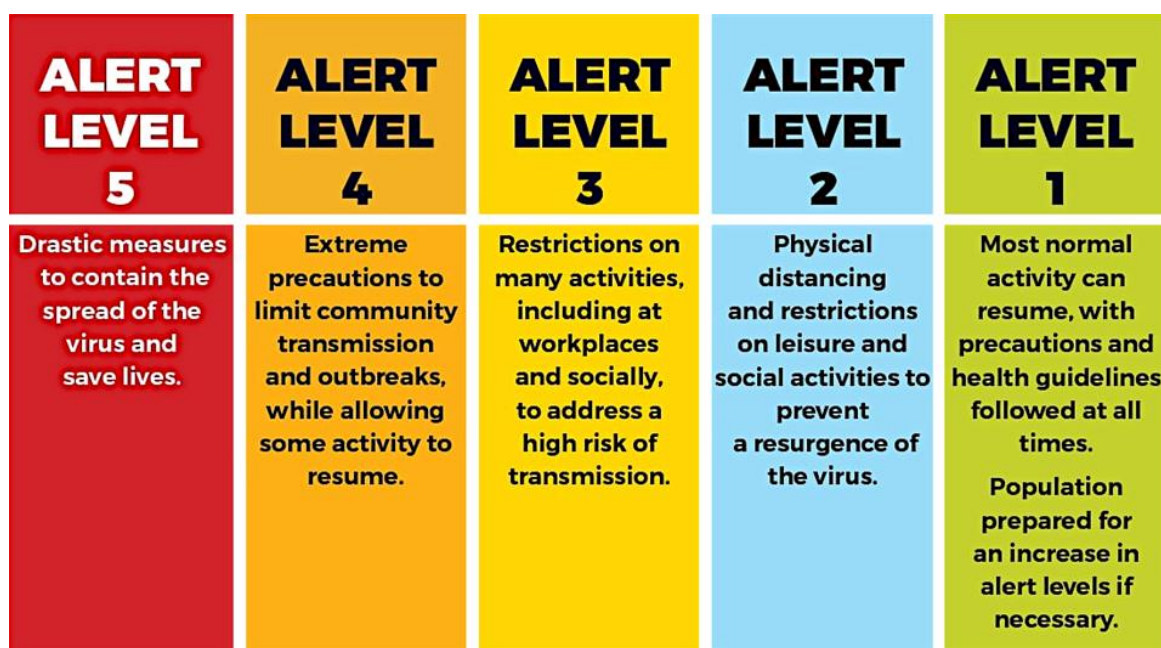 ALERT
LEVEL
5
Drastic measures
to contain the
spread of the
virus and
save lives.
ALERT
LEVEL
4
Extreme
precautions to
limit community
transmission
and outbreaks,
while allowing
some activity to
resume.
ALERT
LEVEL
3
Restrictions on
many activities,
including at
workplaces
and socially,
to address a
high risk of
transmission.
ALERT
LEVEL
2
Physical
distancing
and restrictions
on leisure and
social activities to
prevent
a resurgence of
the virus.
ALERT
LEVEL
1
Most normal
activity can
resume, with
precautions and
health guidelines
followed at all
times.
Population
prepared for
an increase in
alert levels if
necessary.